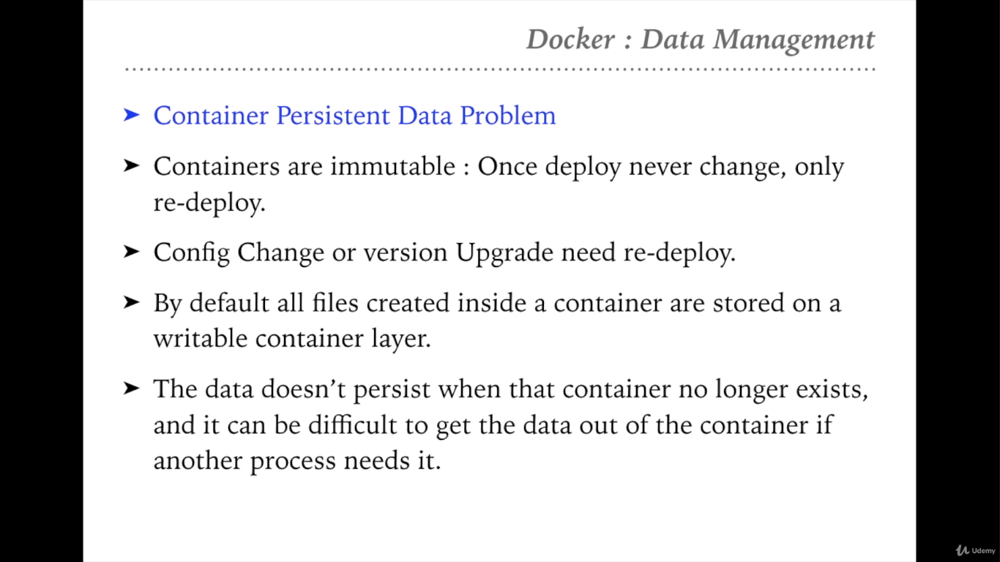 Docker : Data Management
➤ Container Persistent Data Problem
➤ Containers are immutable : Once deploy never change, only
re-deploy.
➤ Config Change or version Upgrade need re-deploy.
➤ By default all files created inside a container are stored on a
writable container layer.
➤ The data doesn’t persist when that container no longer exists,
and it can be difficult to get the data out of the container if
another process needs it.
Udemy